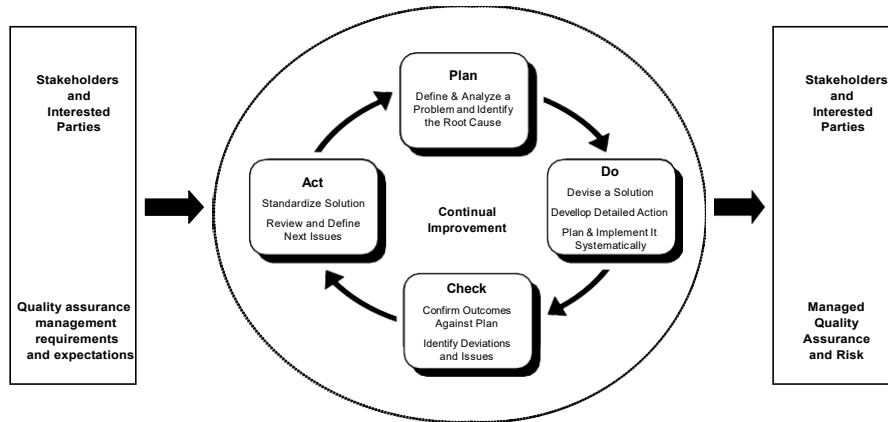 Stakeholders
and
Interested
Parties
Quality assurance
management
requirements
and expectations
Plan
Define & Analyze a
Problem and Identify
the Root Cause
Do
Devise a Solution
Devellop Detailed Action
Plan & Implement It
Systematically
Continual
Improvement
Check
Confirm Outcomes
Against Plan
Identify Deviations
and Issues
Act
Standardize Solution
Review and Define
Next Issues
Stakeholders
and
Interested
Parties
Managed
Quality
Assurance
and Risk